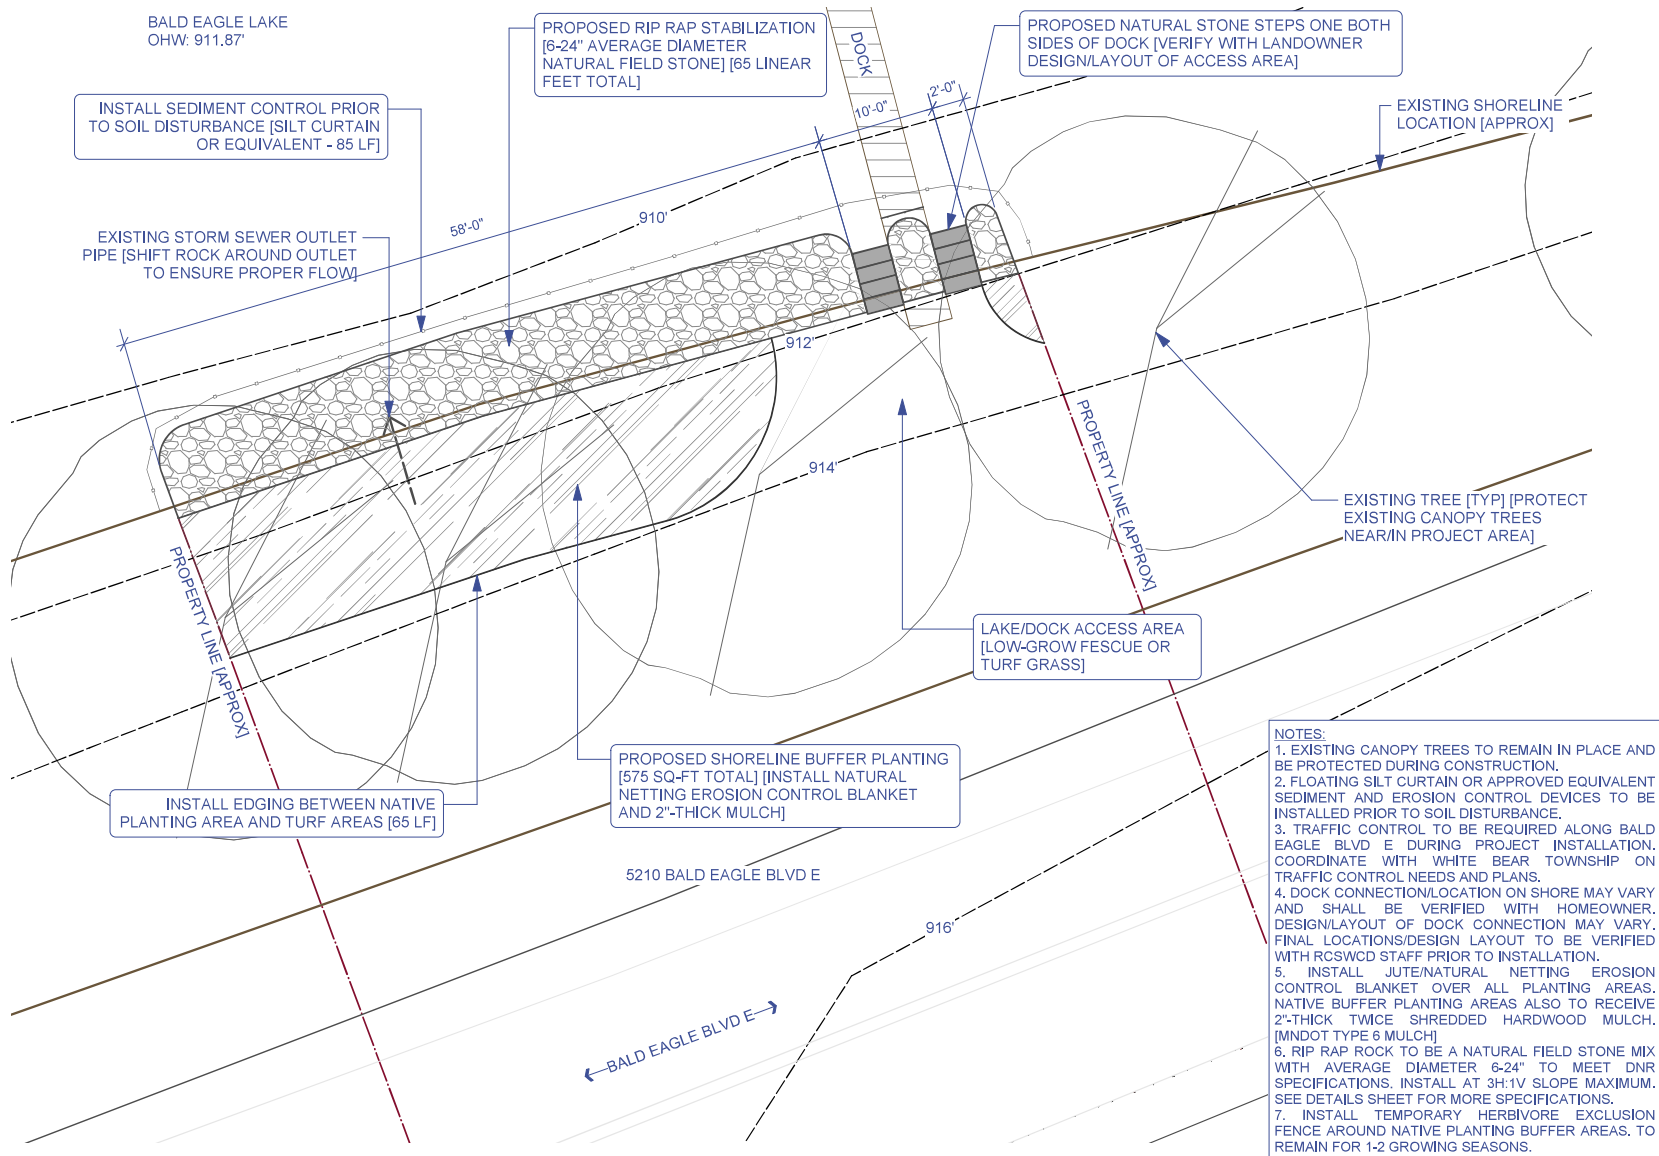 BALD EAGLE LAKE
OHW: 911.87'
PROPOSED RIP RAP STABILIZATION
[6-24" AVERAGE DIAMETER
NATURAL FIELD STONE] [65 LINEAR
FEET TOTAL]
DOCK
PROPOSED NATURAL STONE STEPS ONE BOTH
SIDES OF DOCK [VERIFY WITH LANDOWNER
DESIGN/LAYOUT OF ACCESS AREA]
INSTALL SEDIMENT CONTROL PRIOR
TO SOIL DISTURBANCE [SILT CURTAIN
OR EQUIVALENT - 85 LF]
10'-0"
2'-0"
EXISTING SHORELINE
LOCATION [APPROX]
58'-0"
910'
EXISTING STORM SEWER OUTLET
PIPE [SHIFT ROCK AROUND OUTLET
TO ENSURE PROPER FLOW]
912'
914'
PROPERTY LINE [APPROX]
PROPERTY LINE [APPROX]
EXISTING TREE [TYP] [PROTECT
EXISTING CANOPY TREES
NEAR/IN PROJECT AREA]
LAKE/DOCK ACCESS AREA
[LOW-GROW FESCUE OR
TURF GRASS]
PROPOSED SHORELINE BUFFER PLANTING
[575 SQ-FT TOTAL] [INSTALL NATURAL
NETTING EROSION CONTROL BLANKET
AND 2"-THICK MULCH]
INSTALL EDGING BETWEEN NATIVE
PLANTING AREA AND TURF AREAS [65 LF]
5210 BALD EAGLE BLVD E
916'
BALD EAGLE BLVD E
NOTES:
1. EXISTING CANOPY TREES TO REMAIN IN PLACE AND
BE PROTECTED DURING CONSTRUCTION.
2. FLOATING SILT CURTAIN OR APPROVED EQUIVALENT
SEDIMENT AND EROSION CONTROL DEVICES TO BE
INSTALLED PRIOR TO SOIL DISTURBANCE.
3. TRAFFIC CONTROL TO BE REQUIRED ALONG BALD
EAGLE BLVD E DURING PROJECT INSTALLATION.
COORDINATE WITH WHITE BEAR TOWNSHIP ON
TRAFFIC CONTROL NEEDS AND PLANS.
4. DOCK CONNECTION/LOCATION ON SHORE MAY VARY
AND SHALL BE VERIFIED WITH HOMEOWNER.
DESIGN/LAYOUT OF DOCK CONNECTION MAY VARY.
FINAL LOCATIONS/DESIGN LAYOUT TO BE VERIFIED
WITH RCSWCD STAFF PRIOR TO INSTALLATION.
5. INSTALL JUTE/NATURAL NETTING EROSION
CONTROL BLANKET OVER ALL PLANTING AREAS.
NATIVE BUFFER PLANTING AREAS ALSO TO RECEIVE
2"-THICK TWICE SHREDDED HARDWOOD MULCH.
[MNDOT TYPE 6 MULCH]
6. RIP RAP ROCK TO BE A NATURAL FIELD STONE MIX
WITH AVERAGE DIAMETER 6-24" TO MEET DNR
SPECIFICATIONS. INSTALL AT 3H:1V SLOPE MAXIMUM.
SEE DETAILS SHEET FOR MORE SPECIFICATIONS.
7. INSTALL TEMPORARY HERBIVORE EXCLUSION
FENCE AROUND NATIVE PLANTING BUFFER AREAS. TO
REMAIN FOR 1-2 GROWING SEASONS.